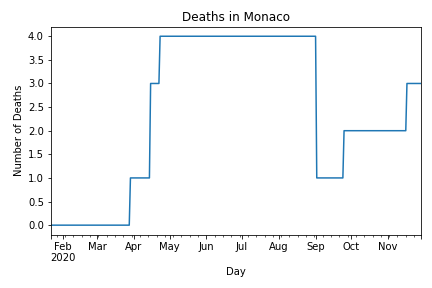 Deaths in Monaco
Number of Deaths
4.0
3.5
3.0
2.5
2.0
1.5
1.0
0.5
0.0
Feb Mar Apr May Jun Jul Aug Sep Oct Nov
2020
Day